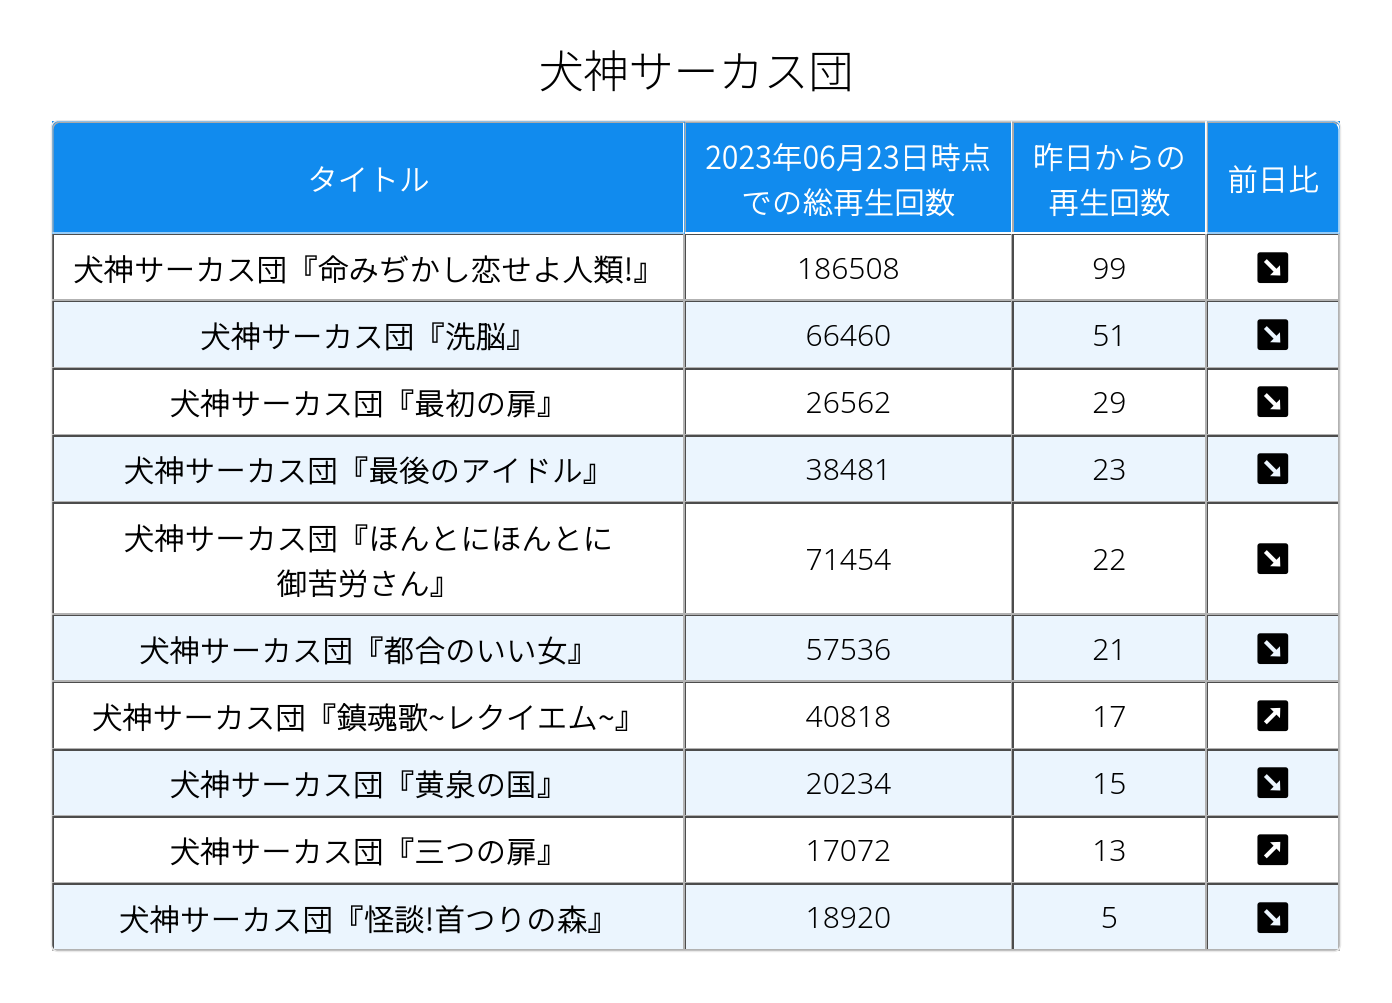 犬神サーカス団
タイトル
2023年06月23日時点
での総再生回数
昨日からの
再生回数
前日比
犬神サーカス団『命みぢかし恋せよ人類!』 186508 99 ↘
犬神サーカス団『洗脳』 66460 51 ↘
犬神サーカス団『最初の扉』 26562 29 ↘
犬神サーカス団『最後のアイドル』 38481 23 ↘
犬神サーカス団『ほんとにほんとに
御苦労さん』 71454 22 ↘
犬神サーカス団『都合のいい女』 57536 21 ↘
犬神サーカス団『鎮魂歌~レクイエム~』 40818 17 ↗
犬神サーカス団『黄泉の国』 20234 15 ↘
犬神サーカス団『三つの扉』 17072 13 ↗
犬神サーカス団『怪談!首つりの森』 18920 5 ↘